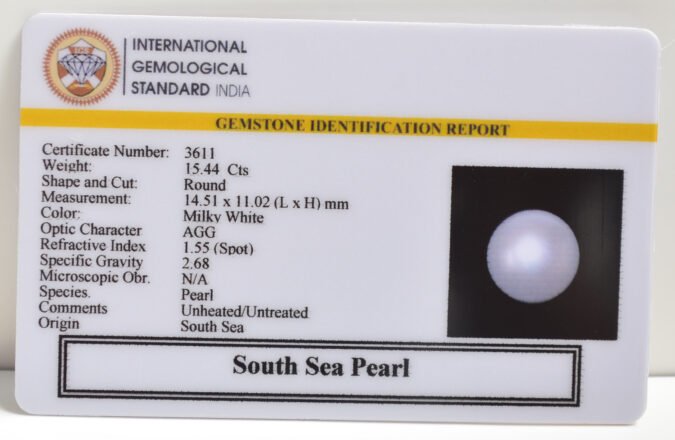 INTERNATIONAL
GEMOLOGICAL
STANDARD INDIA
GEMSTONE IDENTIFICATION REPORT
Certificate Number: 3611
Weight: 15.44 Cts
Shape and Cut: Round
Measurement: 14.51 x 11.02 (L x H) mm
Color: Milky White
Optic Character AGG
Refractive Index 1.55 (Spot)
Specific Gravity 2.68
Microscopic Obr. N/A
Species. Pearl
Comments Unheated/Untreated
Origin South Sea
South Sea Pearl